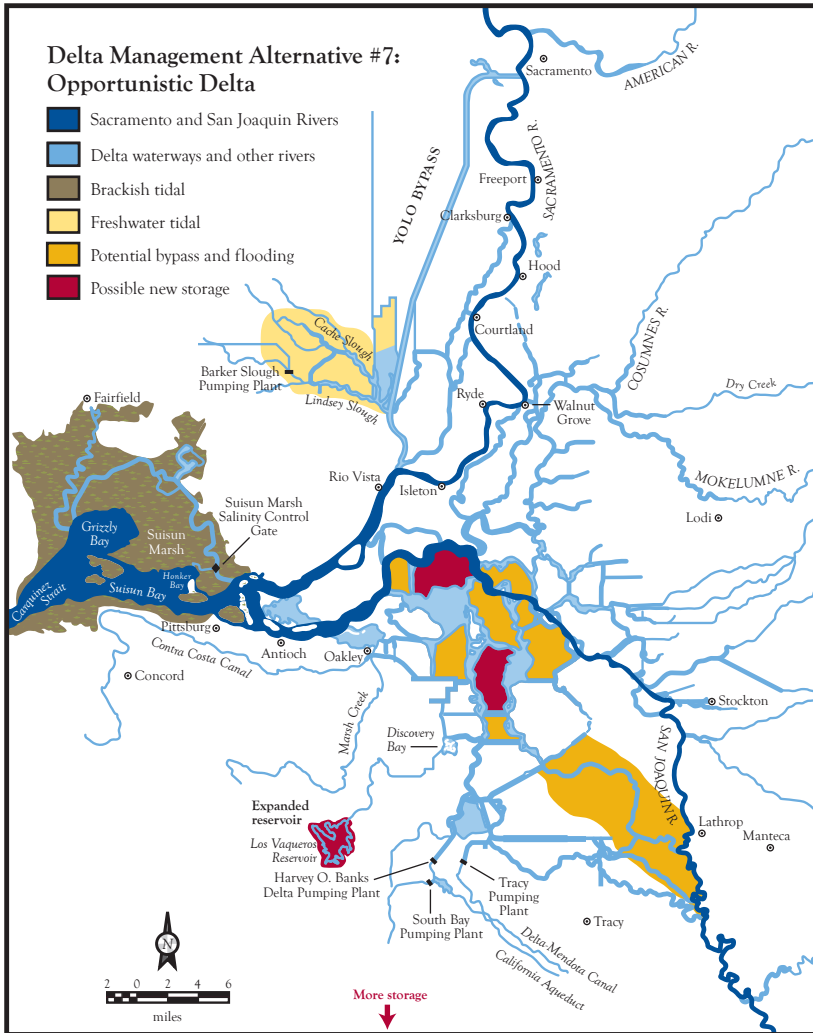 Delta Management Alternative #7:
Opportunistic Delta
Sacramento and San Joaquin Rivers
Delta waterways and other rivers
Brackish tidal
Freshwater tidal
Potential bypass and flooding
Possible new storage
Sacramento
AMERICAN R.
YOLO BYPASS
SACRAMENTO R.
Freeport
Clarksburg
Hood
Courtland
COSUMNES R.
Cache Slough
Barker Slough
Pumping Plant
Lindsey Slough
Ryde
Walnut
Grove
Dry Creek
Fairfield
MOKELUMNE R.
Rio Vista
Isleton
Lodi
Suisun Marsh
Salinity Control
Gate
Grizzly
Bay
Suisun
Marsh
Honker
Bay
Carquinez
Strait
Suisun Bay
Pittsburg
Antioch
Oakley
Contra Costa Canal
Concord
Marsh Creek
Stockton
Discovery
Bay
SAN JOAQUIN R.
Expanded
reservoir
Los Vaqueros
Reservoir
Lathrop
Manteca
Harvey O. Banks
Delta Pumping Plant
Tracy
Pumping
Plant
South Bay
Pumping Plant
Tracy
Delta-Mendota Canal
California Aqueduct
N
2 0 2 6
miles
More storage